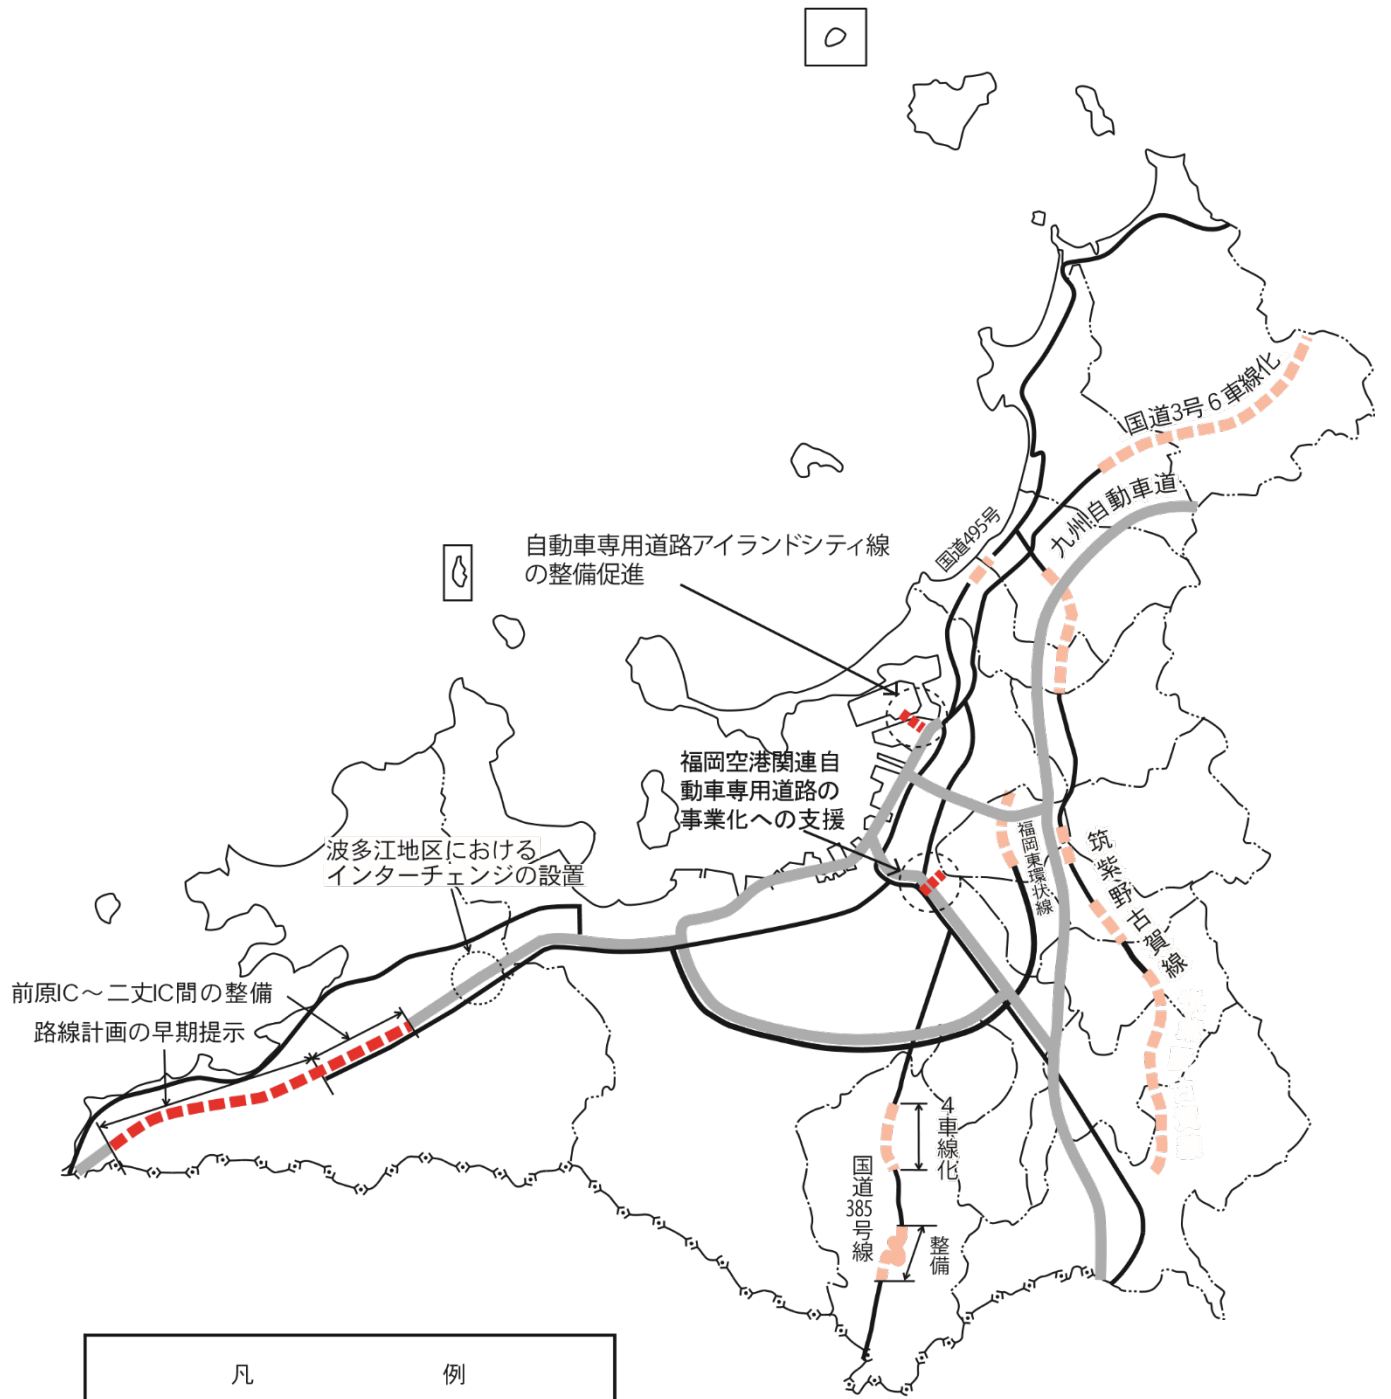 国道3号６車線化
九州自動車道
国道495号
自動車専用道路アイランドシティ線
の整備促進
福岡空港関連自
動車専用道路の
事業化への支援
福岡東環状線
筑紫野古賀線
波多江地区における
インターチェンジの設置
前原IC～二丈IC間の整備
路線計画の早期提示
４車線化
国道385号線
整備
凡　例